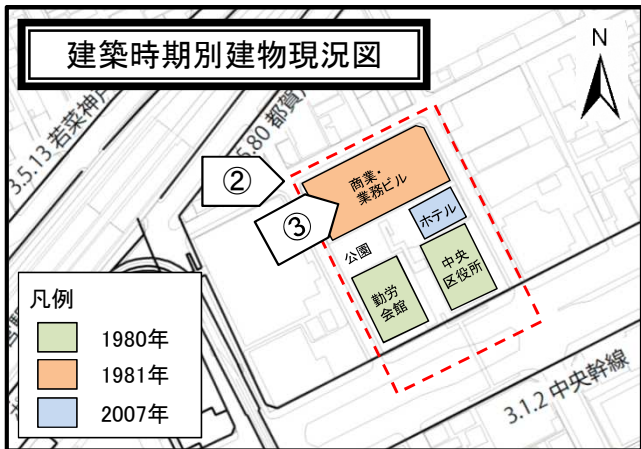 建築時期別建物現況図
N
3.5.13 若菜神戸
5.80 都賀
②
③
商業・
業務ビル
ホテル
公園
中央
区役所
勤労
会館
凡例
1980年
1981年
2007年
3.1.2 中央幹線